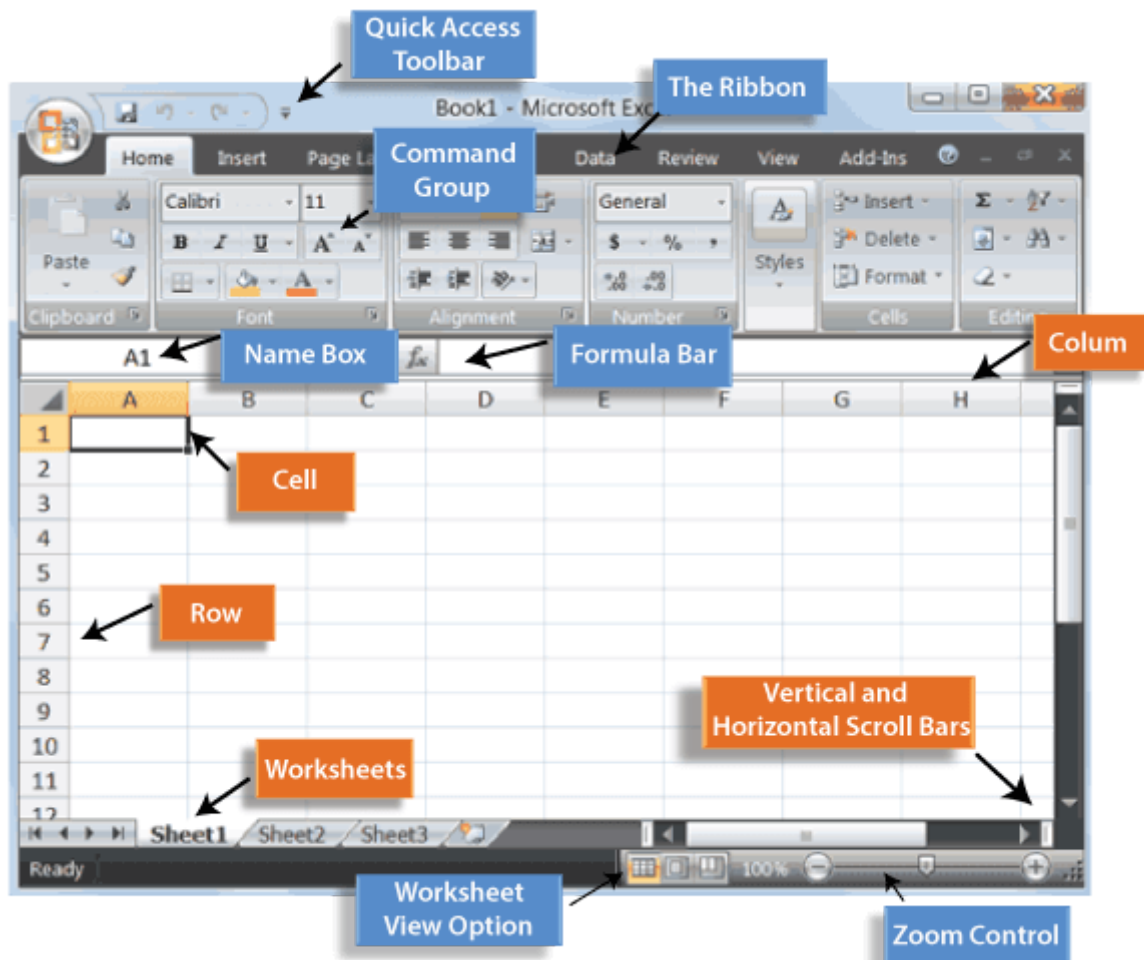 Quick Access
Toolbar
The Ribbon
Book1 - Microsoft Exc
Home Insert Page La Data Review View Add-Ins
Command
Group
Calibri 11 General Insert
B I U A A $ % , Delete
Paste Styles Format
Clipboard Font Alignment Number Cells Editing
A1 Name Box fx Formula Bar Colum
A B C D E F G H
1
2
Cell
3
4
5
6
Row
7
8
Vertical and
9
Horizontal Scroll Bars
10
Worksheets
11
12
Sheet1 Sheet2 Sheet3
Ready 100%
Worksheet
View Option
Zoom Control